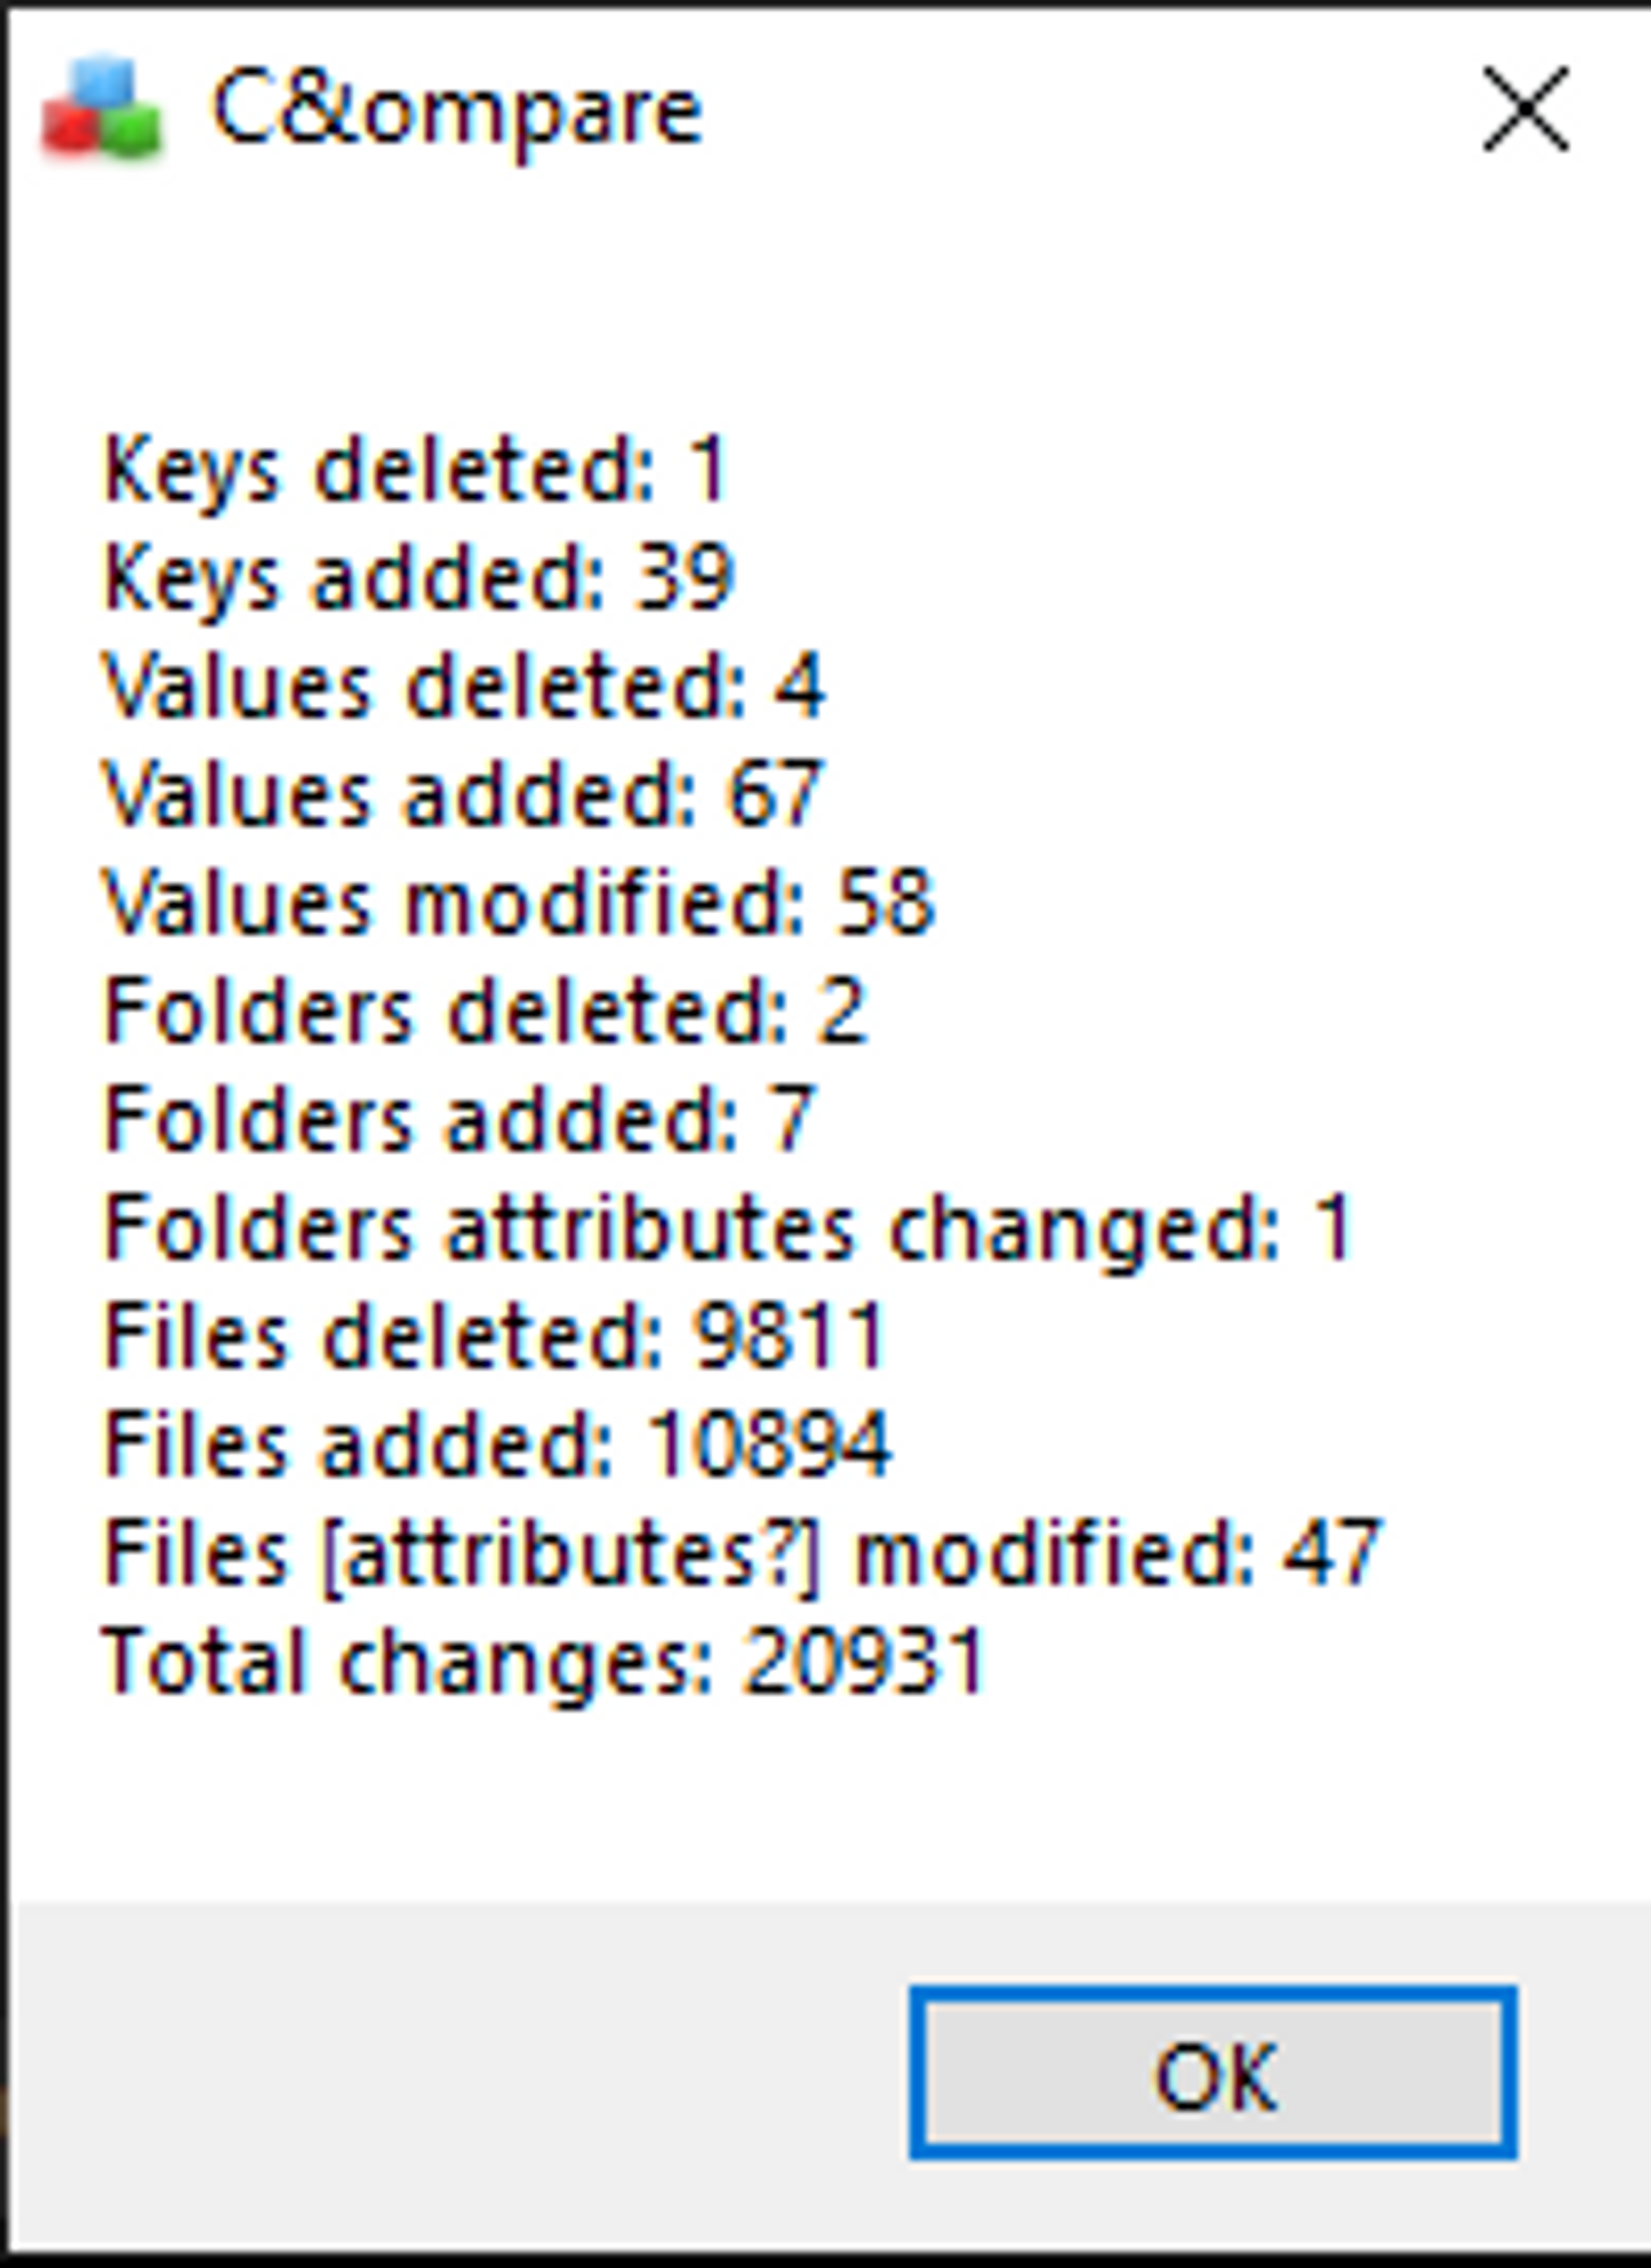 C&ompare
Keys deleted: 1
Keys added: 39
Values deleted: 4
Values added: 67
Values modified: 58
Folders deleted: 2
Folders added: 7
Folders attributes changed: 1
Files deleted: 9811
Files added: 10894
Files [attributes?] modified: 47
Total changes: 20931
OK